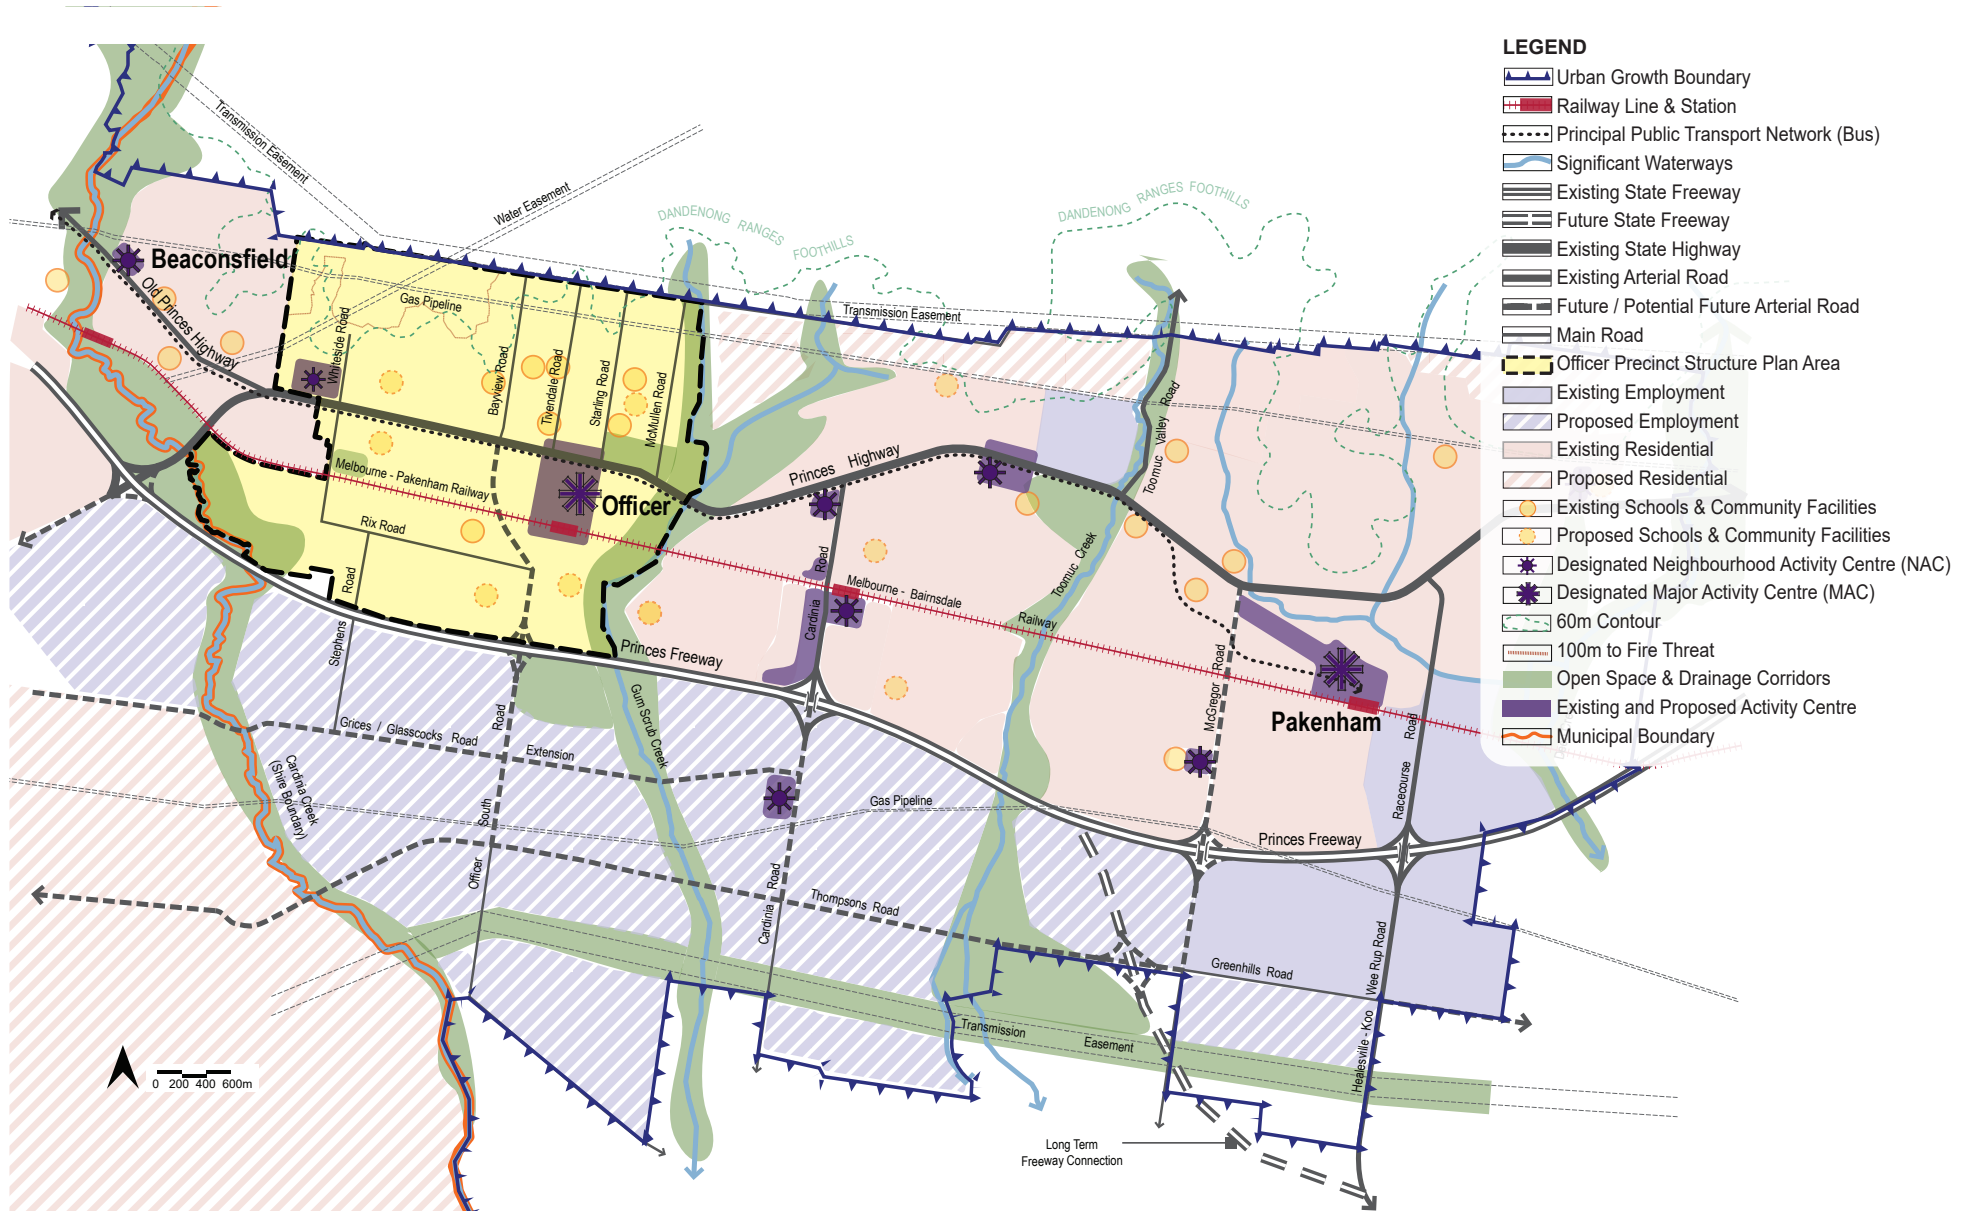 LEGEND
Urban Growth Boundary
Railway Line & Station
Principal Public Transport Network (Bus)
Significant Waterways
Existing State Freeway
Future State Freeway
Existing State Highway
Existing Arterial Road
Future / Potential Future Arterial Road
Main Road
Officer Precinct Structure Plan Area
Existing Employment
Proposed Employment
Existing Residential
Proposed Residential
Existing Schools & Community Facilities
Proposed Schools & Community Facilities
Designated Neighbourhood Activity Centre (NAC)
Designated Major Activity Centre (MAC)
60m Contour
100m to Fire Threat
Open Space & Drainage Corridors
Existing and Proposed Activity Centre
Municipal Boundary
Transmission Easement
Water Easement
DANDENONG RANGES FOOTHILLS
DANDENONG RANGES FOOTHILLS
Beaconsfield
Old Princes Highway
Gas Pipeline
Transmission Easement
Whiteside Road
Bayview Road
Tivendale Road
Starling Road
McMullen Road
Toomuc Valley Road
Princes Highway
Melbourne - Pakenham Railway
Officer
Rix Road
Stephens Road
Cardinia Road
Melbourne - Bairnsdale Railway
Toomuc Creek
Princes Freeway
McGregor Road
Pakenham
Racecourse Road
Gum Scrub Creek
Grices / Glasscocks Road Extension
Officer South Road
Cardinia Creek
(Shire Boundary)
Gas Pipeline
Princes Freeway
Cardinia Road
Thompsons Road
Greenhills Road
Healesville - Koo Wee Rup Road
Transmission Easement
0 200 400 600m
Long Term
Freeway Connection